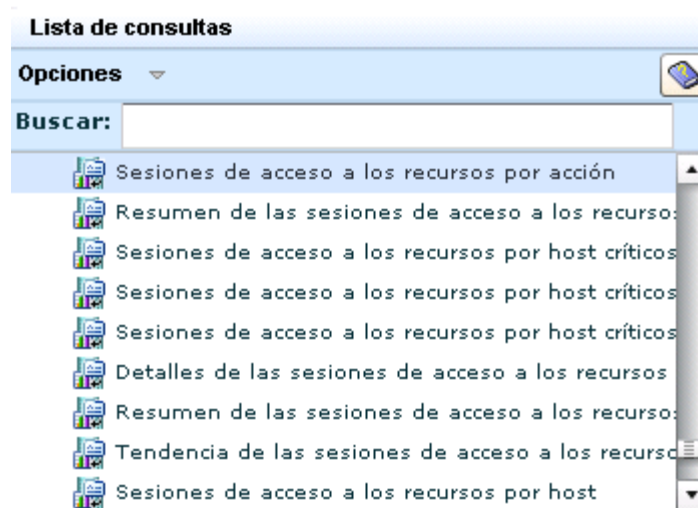 Lista de consultas
Opciones
Buscar:
Sesiones de acceso a los recursos por acción
Resumen de las sesiones de acceso a los
Sesiones de acceso a los recursos por host críticos
Sesiones de acceso a los recursos por host críticos
Sesiones de acceso a los recursos por host críticos
Detalles de las sesiones de acceso a los recursos
Resumen de las sesiones de acceso a los
Tendencia de las sesiones de acceso a los
Sesiones de acceso a los recursos por host